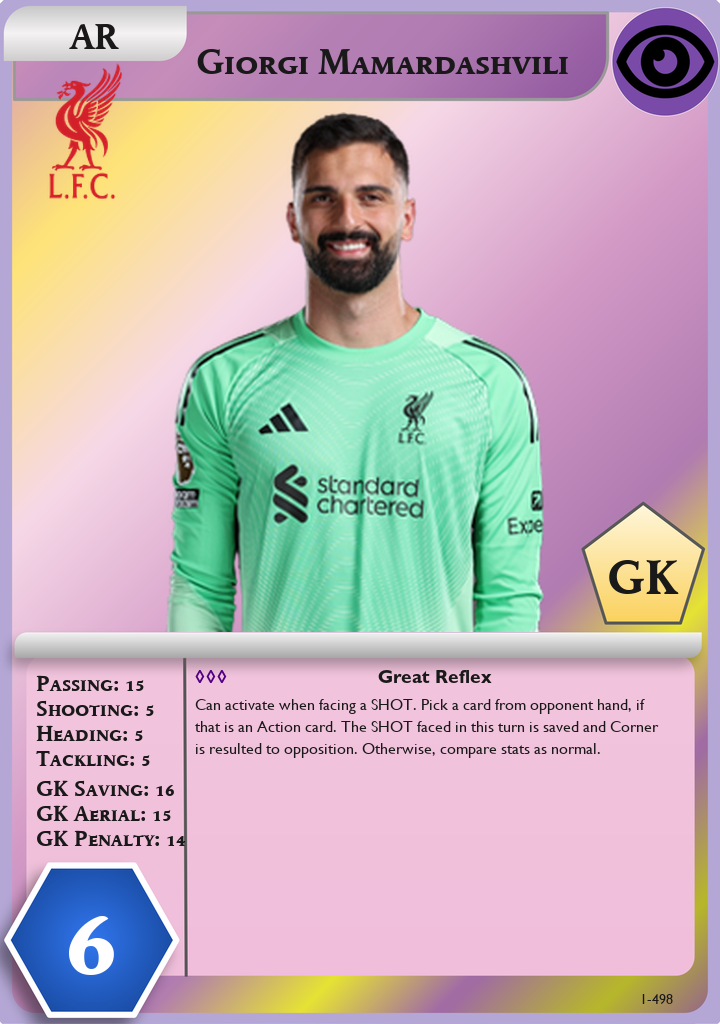 AR
Giorgi Mamardashvili
L.F.C.
L.F.C.
standard
chartered
Expe
GK
Passing: 15
Shooting: 5
Heading: 5
Tackling: 5
GK Saving: 16
GK Aerial: 15
GK Penalty: 14
6
Great Reflex
Can activate when facing a SHOT. Pick a card from opponent hand, if
that is an Action card. The SHOT faced in this turn is saved and Corner
is resulted to opposition. Otherwise, compare stats as normal.
1-498